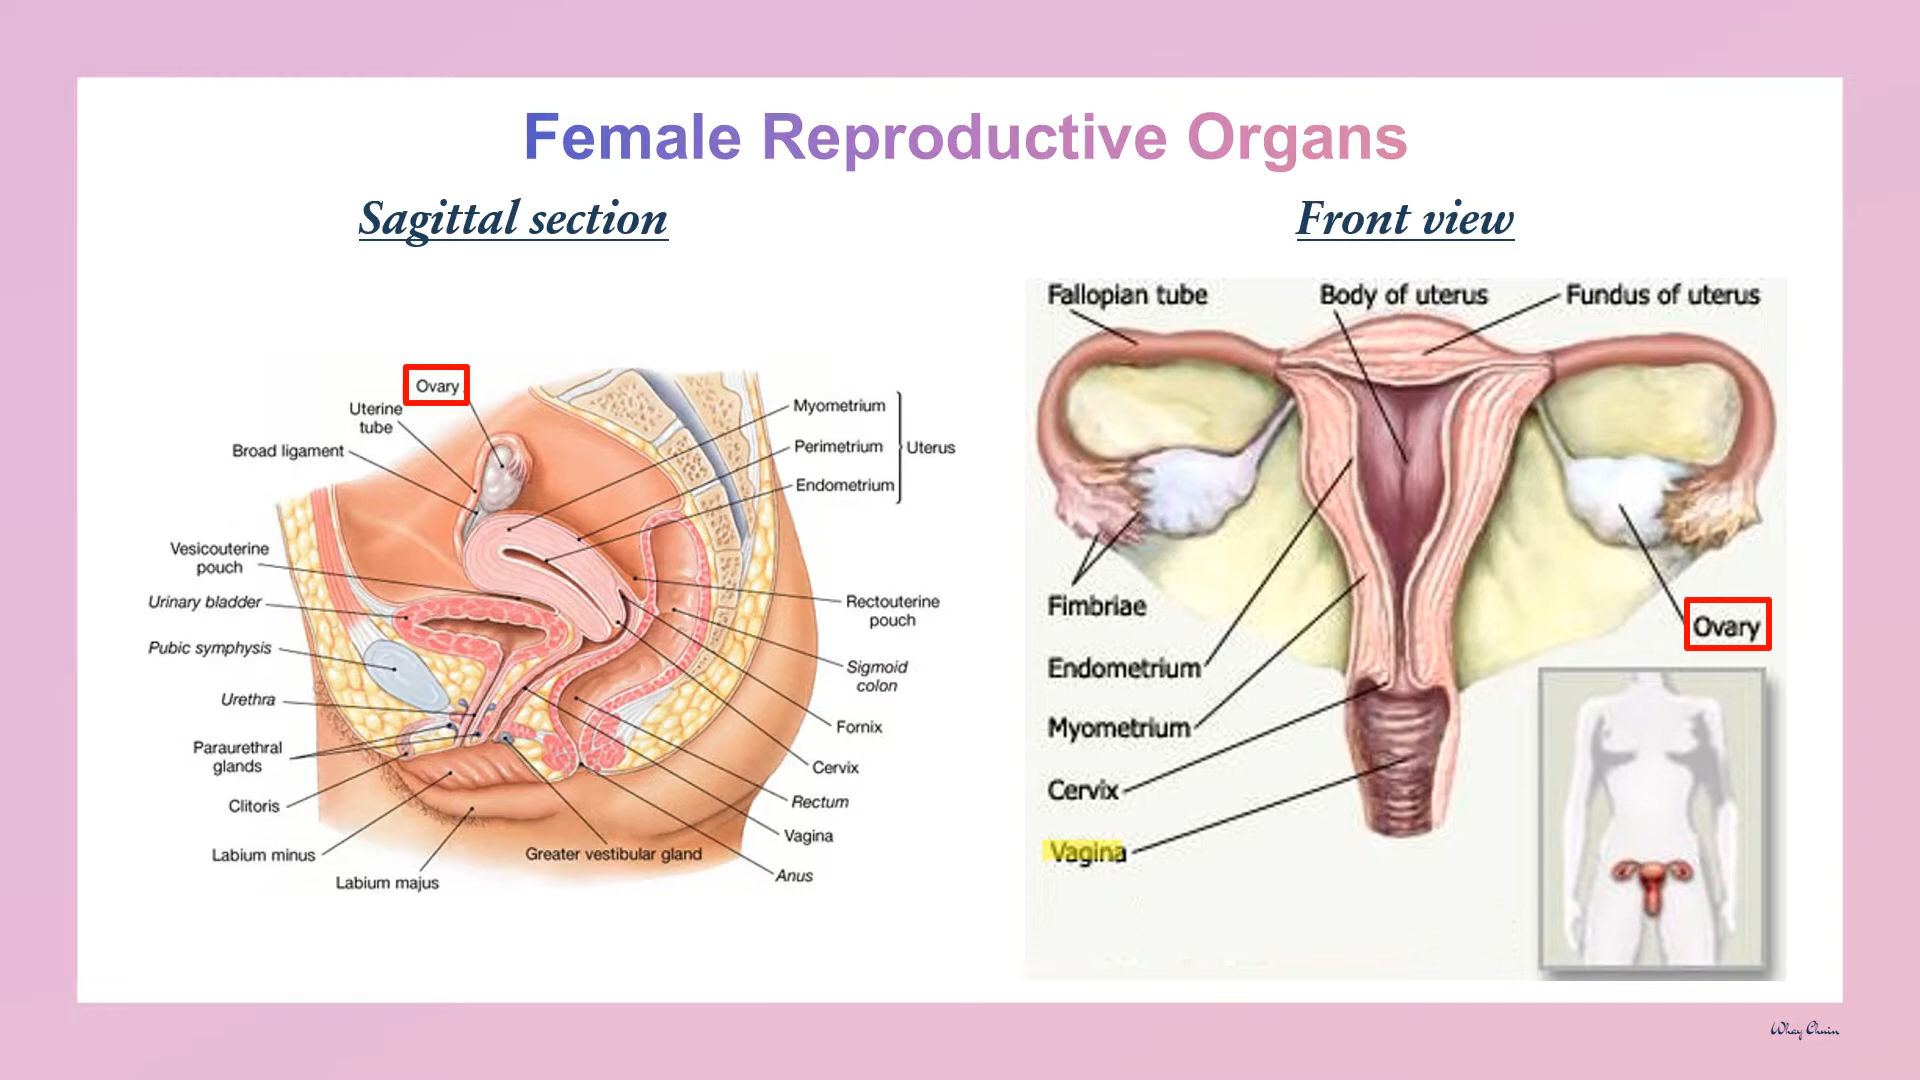 Female Reproductive Organs
Sagittal section
Ovary
Uterine
tube
Broad ligament
Vesicouterine
pouch
Urinary bladder
Pubic symphysis
Urethra
Paraurethral
glands
Clitoris
Labium minus
Labium majus
Myometrium
Perimetrium
Endometrium
Uterus
Rectouterine
pouch
Sigmoid
colon
Fornix
Cervix
Rectum
Vagina
Greater vestibular gland
Anus
Front view
Fallopian tube
Body of uterus
Fundus of uterus
Fimbriae
Endometrium
Myometrium
Cervix
Vagina
Ovary
Whay Chuin